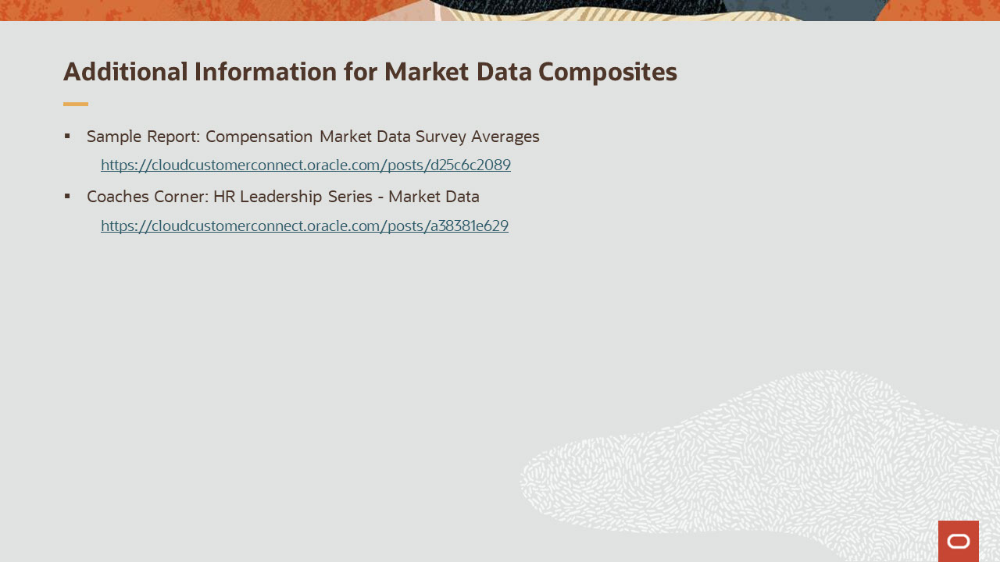 Additional Information for Market Data Composites
▪ Sample Report: Compensation Market Data Survey Averages
https://cloudcustomerconnect.oracle.com/posts/d25c6c2089
▪ Coaches Corner: HR Leadership Series - Market Data
https://cloudcustomerconnect.oracle.com/posts/a38381e629